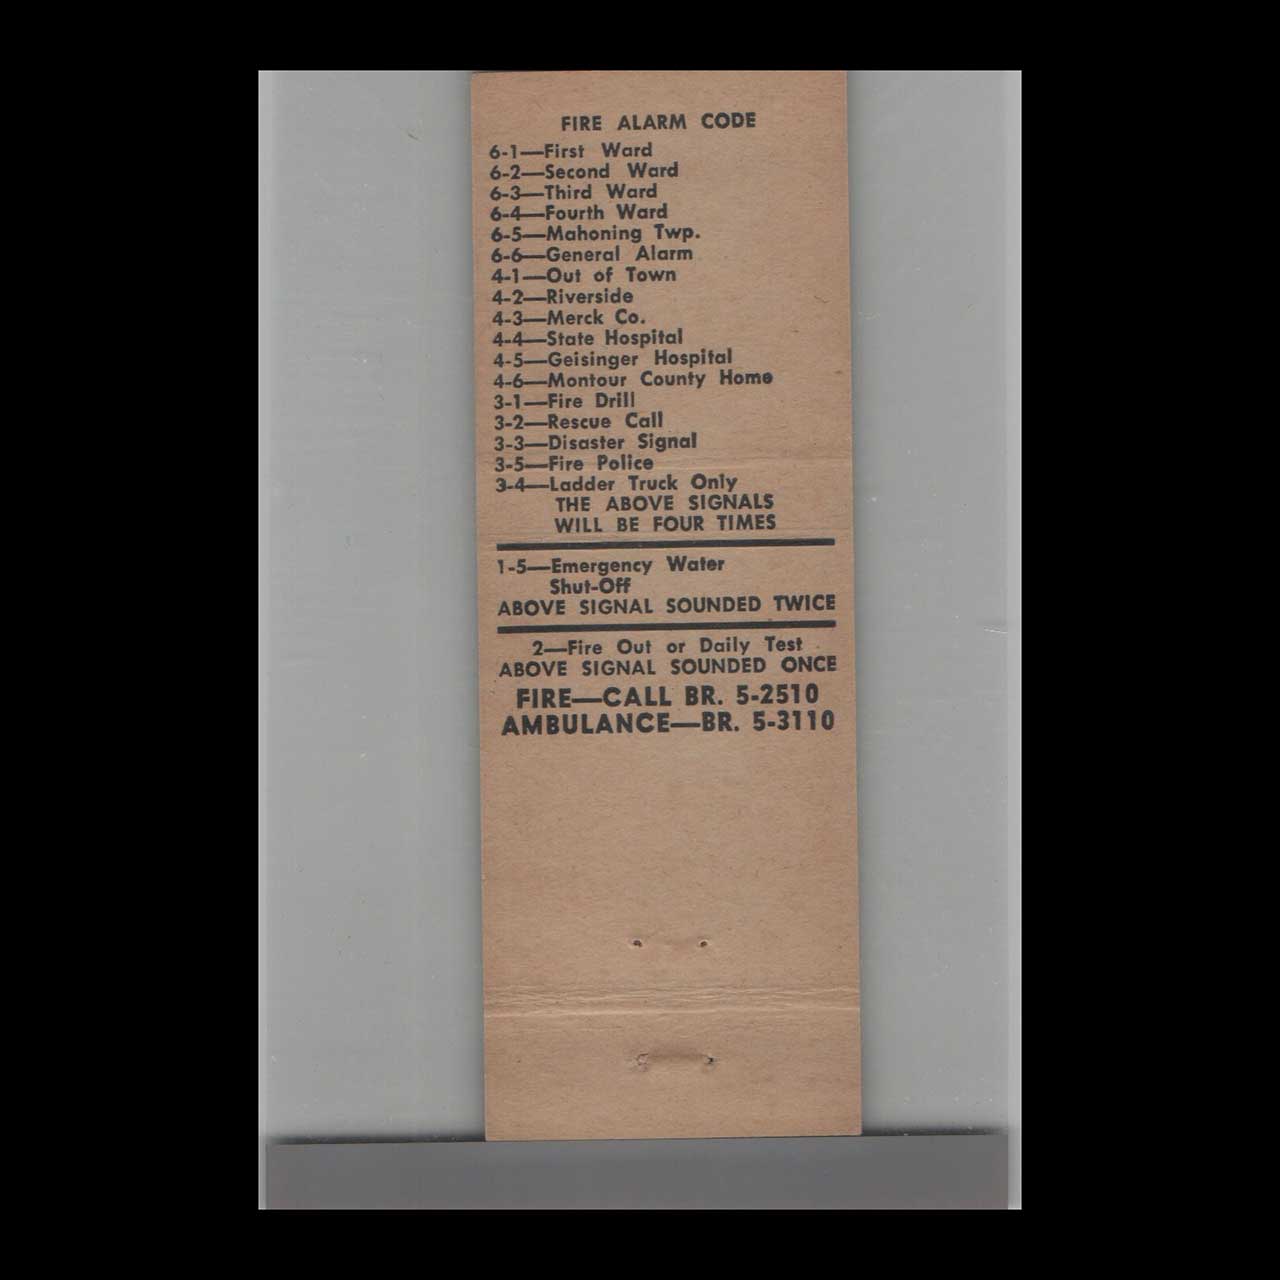 FIRE ALARM CODE
6-1—First Ward
6-2—Second Ward
6-3—Third Ward
6-4—Fourth Ward
6-5—Mahoning Twp.
6-6—General Alarm
4-1—Out of Town
4-2—Riverside
4-3—Merck Co.
4-4—State Hospital
4-5—Geisinger Hospital
4-6—Montour County Home
3-1—Fire Drill
3-2—Rescue Call
3-3—Disaster Signal
3-5—Fire Police
3-4—Ladder Truck Only
THE ABOVE SIGNALS
WILL BE FOUR TIMES
1-5—Emergency Water
Shut-Off
ABOVE SIGNAL SOUNDED TWICE
2—Fire Out or Daily Test
ABOVE SIGNAL SOUNDED ONCE
FIRE—CALL BR. 5-2510
AMBULANCE—BR. 5-3110